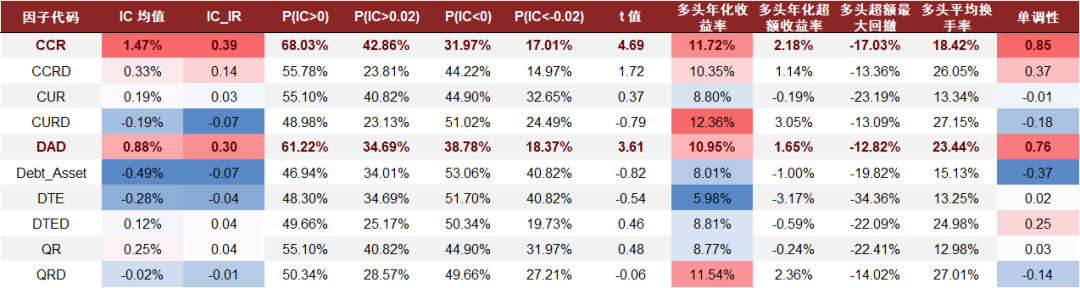 因子代码 IC 均值 IC_IR P(IC>0) P(IC>0.02) P(IC<0) P(IC<-0.02) t 值 多头年化收益率 多头年化超额收益率 多头超额最大回撤 多头平均换手率 单调性
CCR 1.47% 0.39 68.03% 42.86% 31.97% 17.01% 4.69 11.72% 2.18% -17.03% 18.42% 0.85
CCRD 0.33% 0.14 55.78% 23.81% 44.22% 14.97% 1.72 10.35% 1.14% -13.36% 26.05% 0.37
CUR 0.19% 0.03 55.10% 40.82% 44.90% 32.65% 0.37 8.80% -0.19% -23.19% 13.34% -0.01
CURD -0.19% -0.07 48.98% 23.13% 51.02% 24.49% -0.79 12.36% 3.05% -13.09% 27.15% -0.18
DAD 0.88% 0.30 61.22% 34.69% 38.78% 18.37% 3.61 10.95% 1.65% -12.82% 23.44% 0.76
Debt_Asset -0.49% -0.07 46.94% 34.01% 53.06% 40.82% -0.82 8.01% -1.00% -19.82% 15.13% -0.37
DTE -0.28% -0.04 48.30% 34.69% 51.70% 40.82% -0.54 5.98% -3.17% -34.36% 13.25% 0.02
DTED 0.12% 0.04 49.66% 25.17% 50.34% 19.73% 0.46 8.81% -0.59% -22.09% 24.98% 0.25
QR 0.25% 0.04 55.10% 40.82% 44.90% 31.97% 0.48 8.77% -0.24% -22.41% 12.98% 0.03
QRD -0.02% -0.01 50.34% 28.57% 49.66% 27.21% -0.06 11.54% 2.36% -14.02% 27.01% -0.14